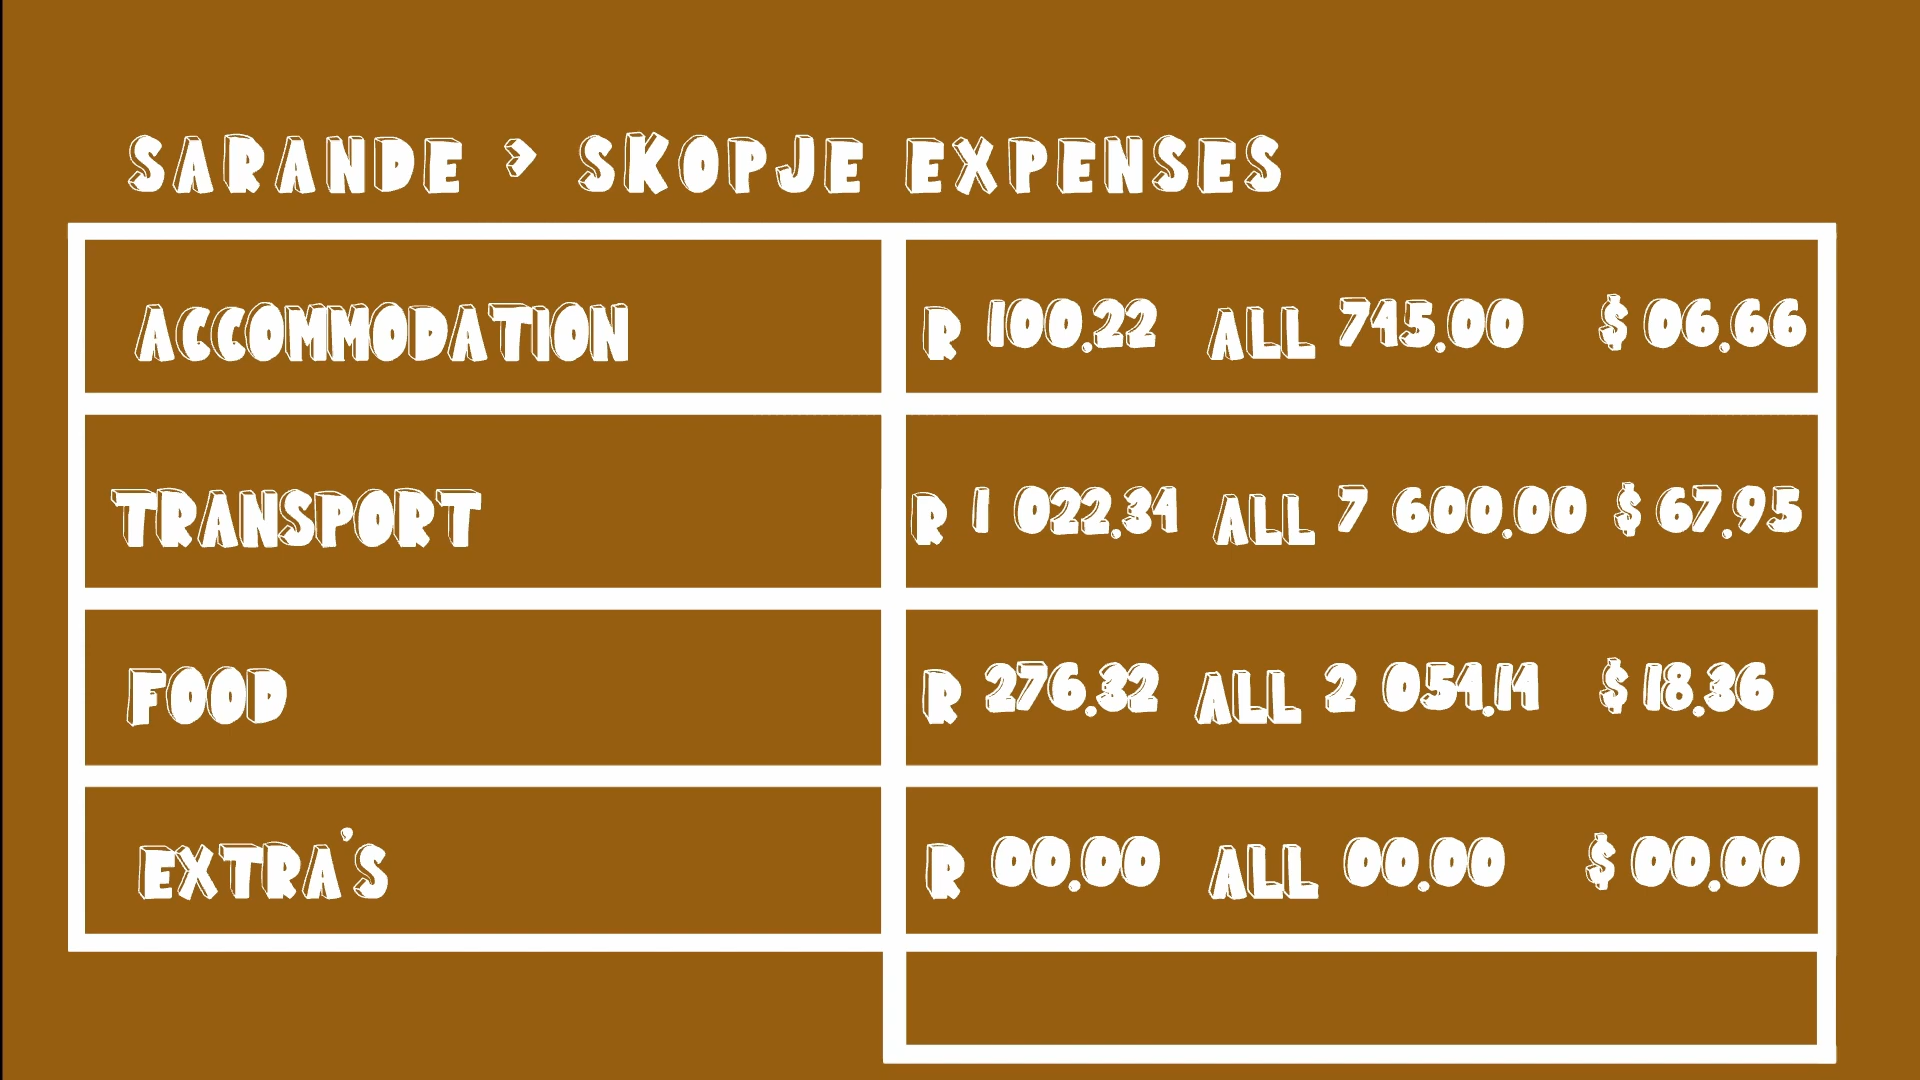 SARANDE > SKOPJE EXPENSES
ACCOMMODATION R 100.22 ALL 745.00 $ 06.66
TRANSPORT R 1 022.34 ALL 7 600.00 $ 67.95
FOOD R 276.32 ALL 2 054.14 $ 18.36
EXTRA'S R 00.00 ALL 00.00 $ 00.00